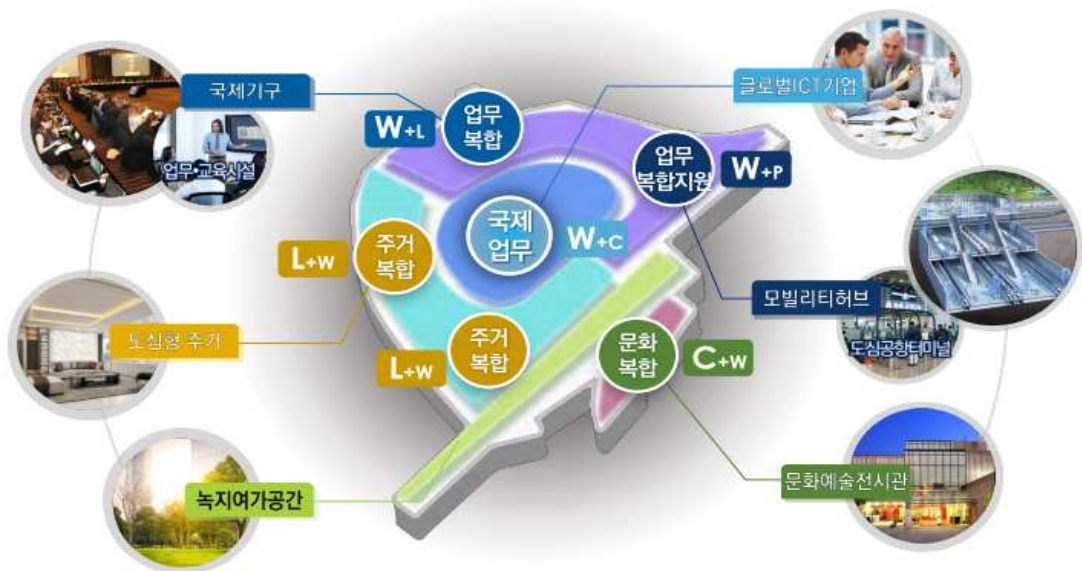 국제기구
업무·교육시설
W+L
업무
복합
글로벌ICT기업
업무
복합지원
W+P
국제
업무
W+C
주거
복합
L+W
모빌리티허브
도심공항터미널
도심형 주거
주거
복합
L+W
문화
복합
C+W
녹지여가공간
문화예술전시관